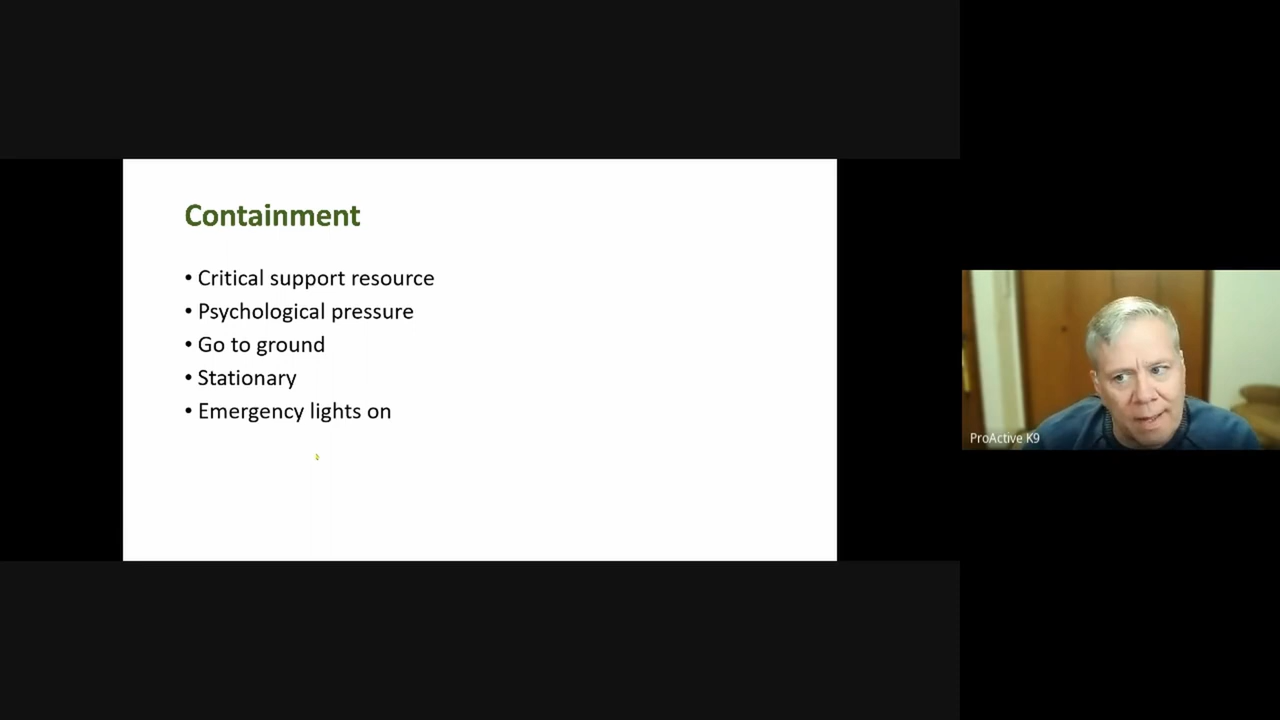 Containment
• Critical support resource
• Psychological pressure
• Go to ground
• Stationary
• Emergency lights on
ProActive K9